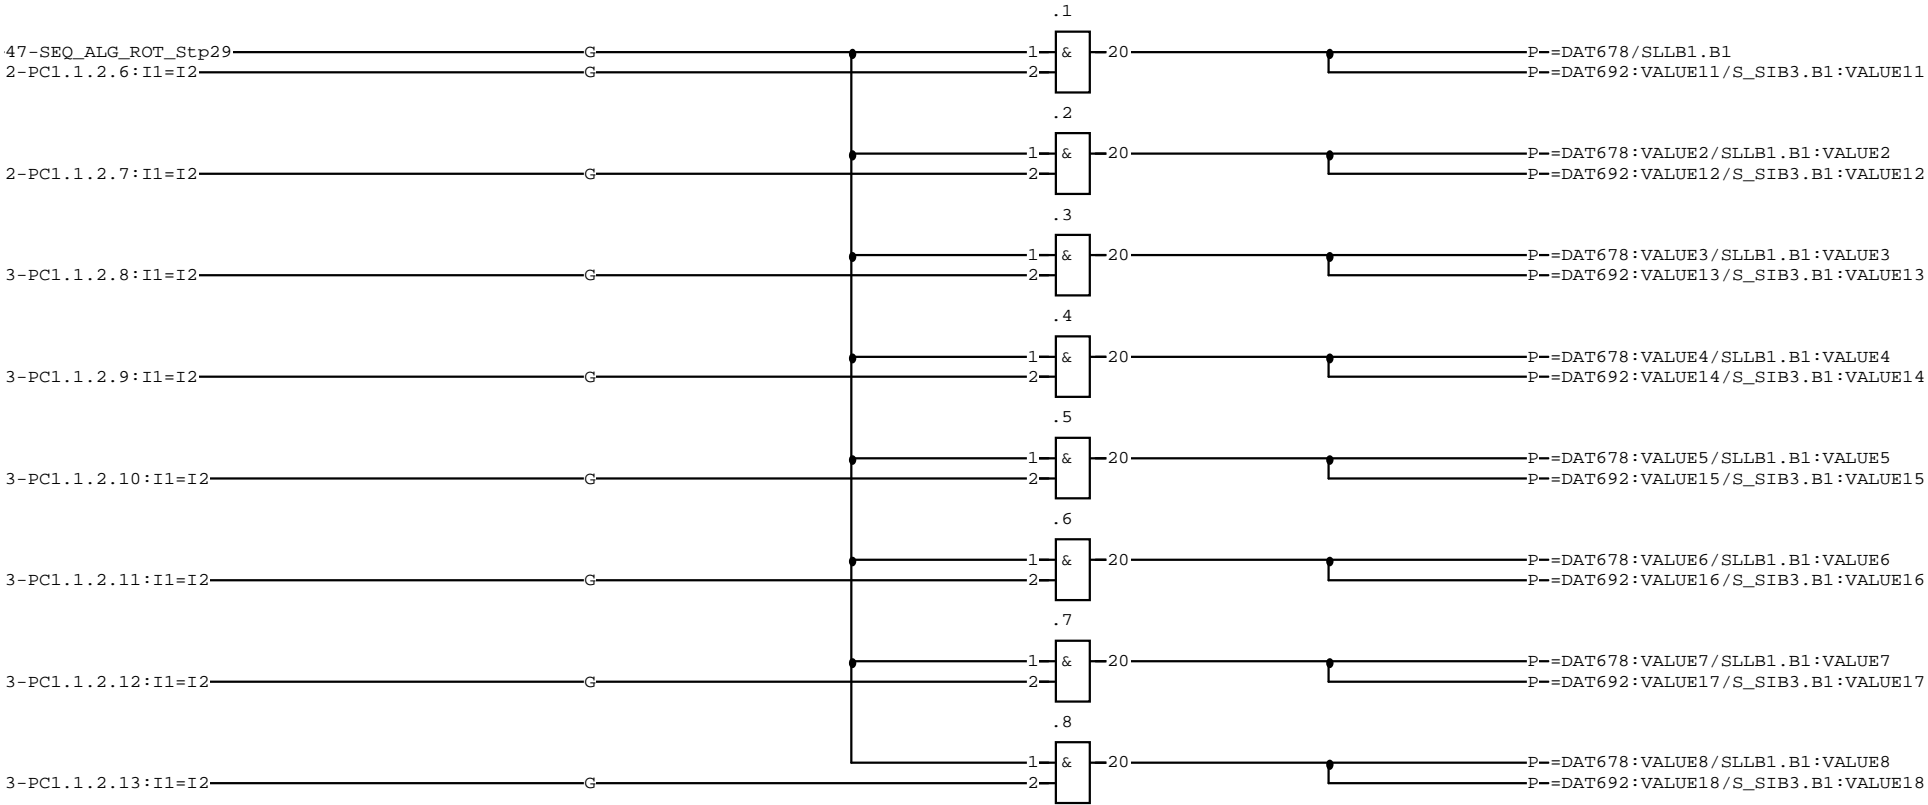 .1
47-SEQ_ALG_ROT_Stp29 G 1 & 20 P-=DAT678/SLLB1.B1
2-PC1.1.2.6:I1=I2 G 2 P-=DAT692:VALUE11/S_SIB3.B1:VALUE11
.2
1 & 20 P-=DAT678:VALUE2/SLLB1.B1:VALUE2
2-PC1.1.2.7:I1=I2 G 2 P-=DAT692:VALUE12/S_SIB3.B1:VALUE12
.3
1 & 20 P-=DAT678:VALUE3/SLLB1.B1:VALUE3
3-PC1.1.2.8:I1=I2 G 2 P-=DAT692:VALUE13/S_SIB3.B1:VALUE13
.4
1 & 20 P-=DAT678:VALUE4/SLLB1.B1:VALUE4
3-PC1.1.2.9:I1=I2 G 2 P-=DAT692:VALUE14/S_SIB3.B1:VALUE14
.5
1 & 20 P-=DAT678:VALUE5/SLLB1.B1:VALUE5
3-PC1.1.2.10:I1=I2 G 2 P-=DAT692:VALUE15/S_SIB3.B1:VALUE15
.6
1 & 20 P-=DAT678:VALUE6/SLLB1.B1:VALUE6
3-PC1.1.2.11:I1=I2 G 2 P-=DAT692:VALUE16/S_SIB3.B1:VALUE16
.7
1 & 20 P-=DAT678:VALUE7/SLLB1.B1:VALUE7
3-PC1.1.2.12:I1=I2 G 2 P-=DAT692:VALUE17/S_SIB3.B1:VALUE17
.8
1 & 20 P-=DAT678:VALUE8/SLLB1.B1:VALUE8
3-PC1.1.2.13:I1=I2 G 2 P-=DAT692:VALUE18/S_SIB3.B1:VALUE18